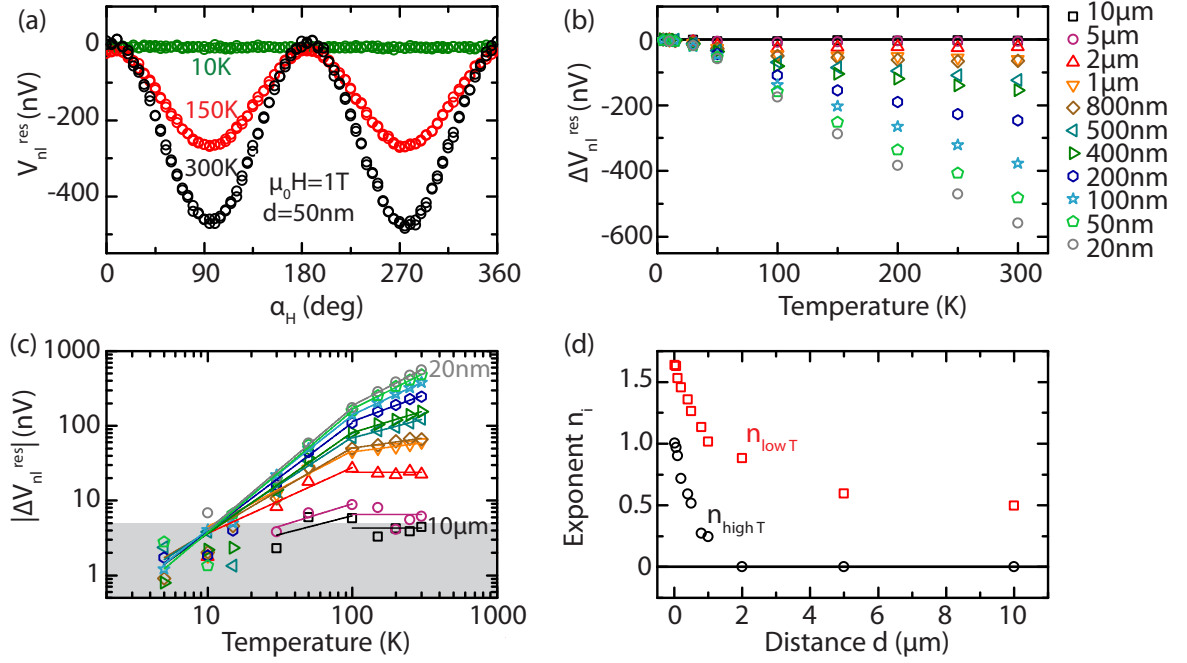 (a)
V_nl^res (nV)
0
-200
-400
10K
150K
300K
μ₀H=1T
d=50nm
0
90
180
270
360
α_H (deg)
(b)
ΔV_nl^res (nV)
0
-200
-400
-600
0
100
200
300
Temperature (K)
10μm
5μm
2μm
1μm
800nm
500nm
400nm
200nm
100nm
50nm
20nm
(c)
|ΔV_nl^res| (nV)
1000
100
10
1
20nm
10μm
10
100
1000
Temperature (K)
(d)
Exponent n_i
1.5
1.0
0.5
0
n_low T
n_high T
0
2
4
6
8
10
Distance d (μm)